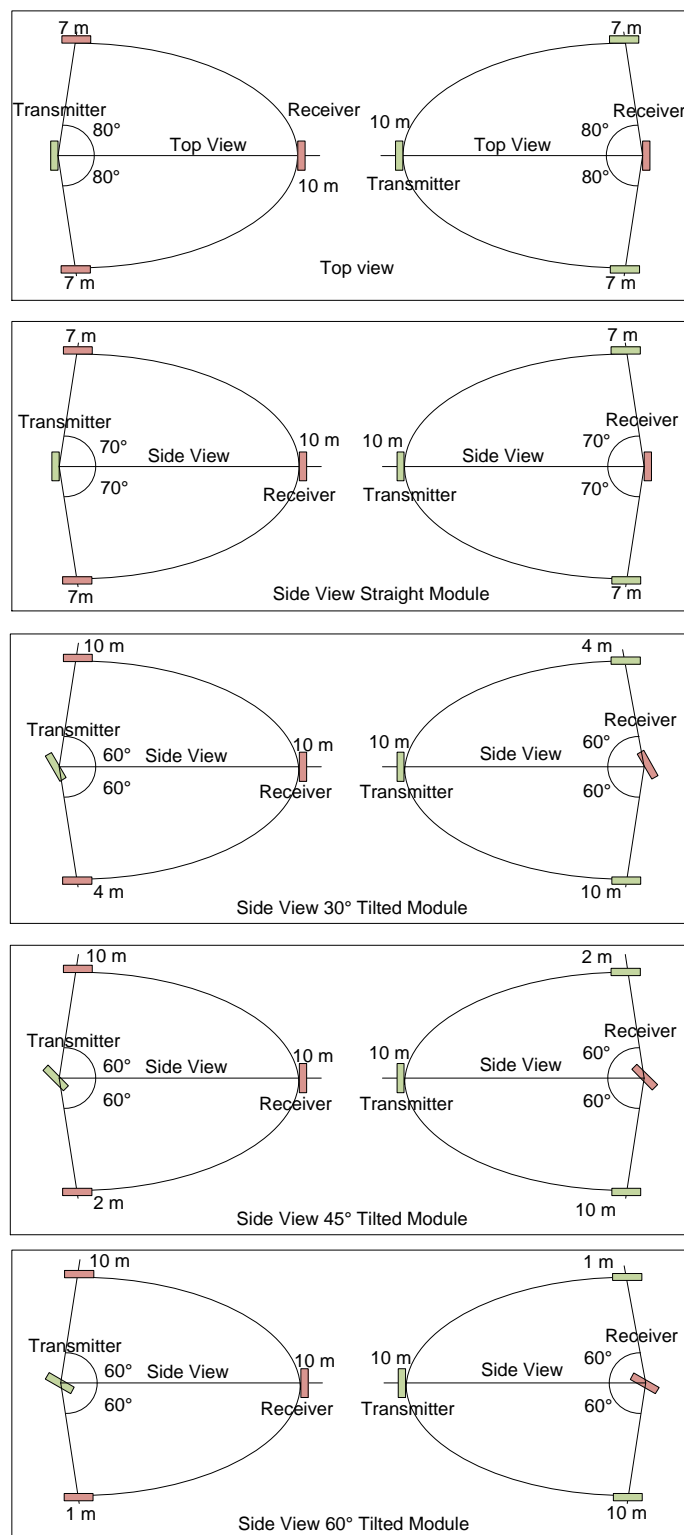 7 m 7 m
Transmitter Receiver Receiver
80° 10 m 80°
Top View Top View
80° 10 m Transmitter 80°
Top view
7 m 7 m
7 m 7 m
Transmitter Receiver
70° 10 m 10 m 70°
Side View Side View
70° Receiver Transmitter 70°
7m 7 m
Side View Straight Module
10 m 4 m
Transmitter Receiver
60° Side View 10 m 10 m Side View 60°
60° Receiver Transmitter 60°
4 m 10 m
Side View 30° Tilted Module
10 m 2 m
Transmitter Receiver
60° Side View 10 m 10 m Side View 60°
60° Receiver Transmitter 60°
2 m 10 m
Side View 45° Tilted Module
10 m 1 m
Transmitter Receiver
60° Side View 10 m 10 m Side View 60°
60° Receiver Transmitter 60°
1 m 10 m
Side View 60° Tilted Module